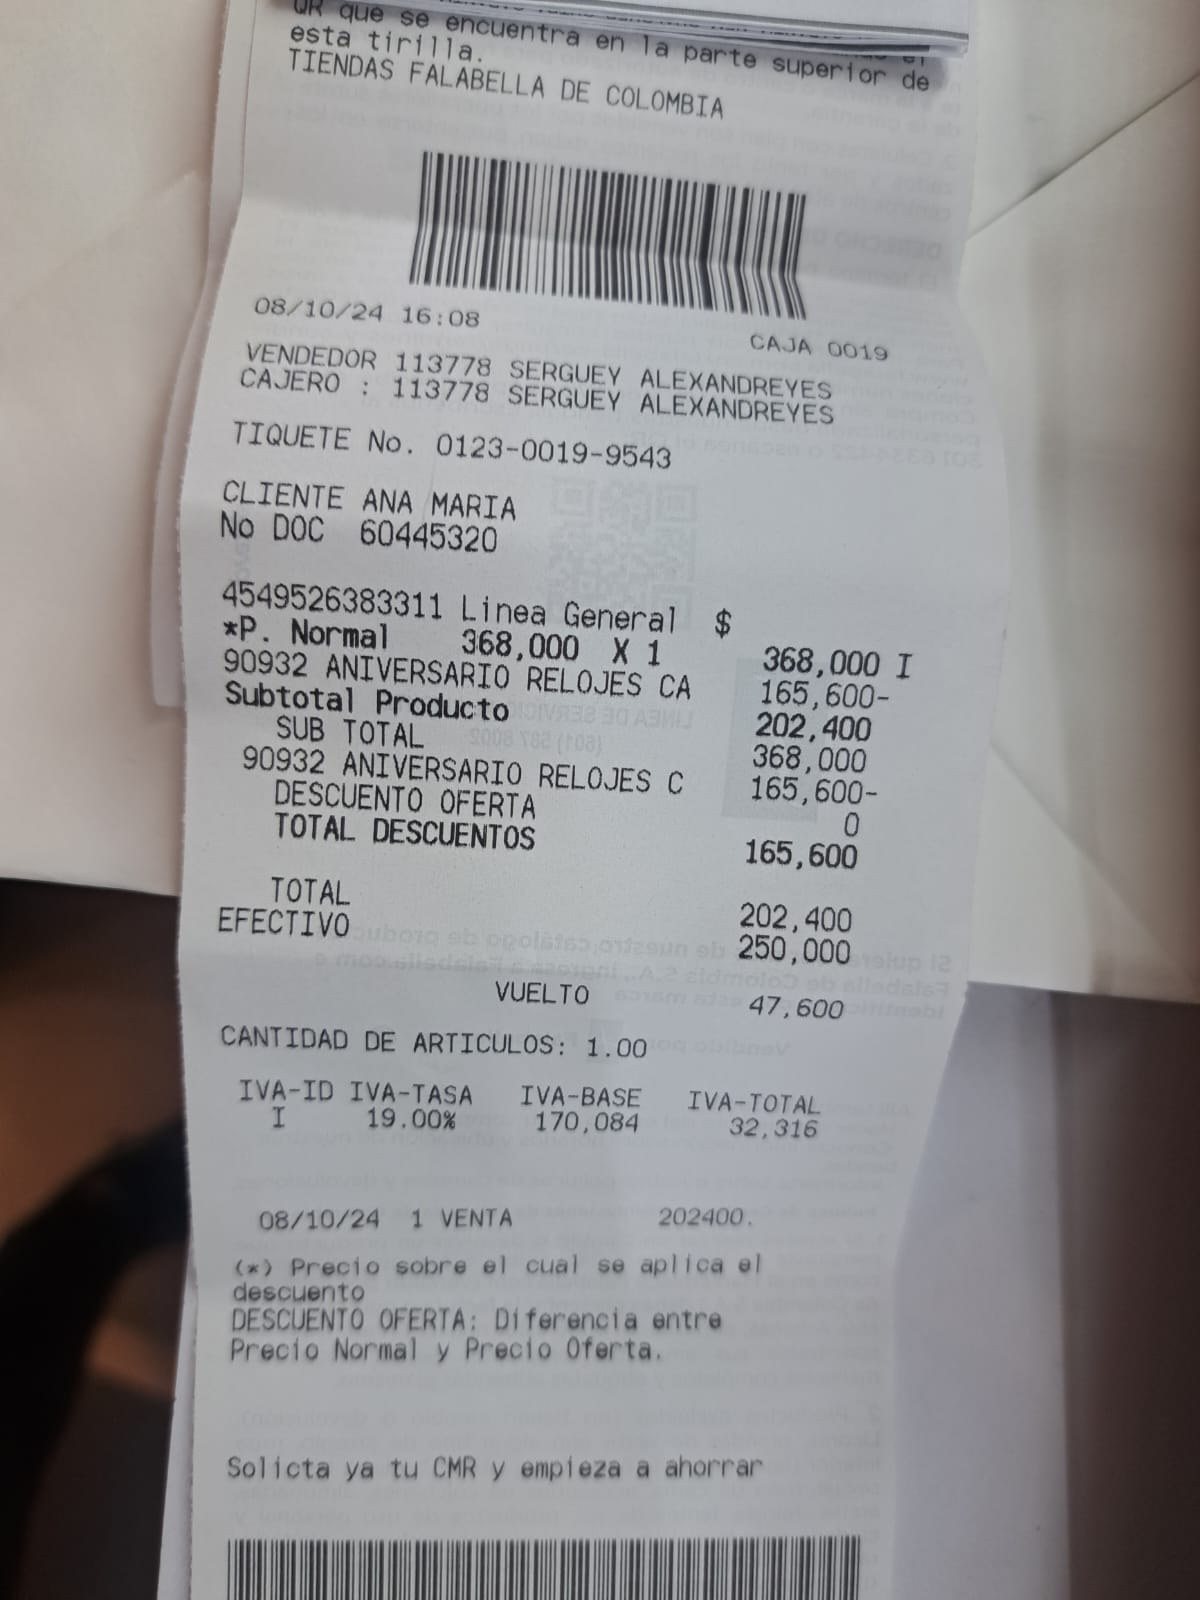 QR que se encuentra en la parte superior de
esta tirilla.
TIENDAS FALABELLA DE COLOMBIA
08/10/24 16:08
CAJA 0019
VENDEDOR 113778 SERGUEY ALEXANDREYES
CAJERO : 113778 SERGUEY ALEXANDREYES
TIQUETE No. 0123-0019-9543
CLIENTE ANA MARIA
No DOC 60445320
4549526383311 Linea General $ 368,000 I
*P. Normal 368,000 X 1
90932 ANIVERSARIO RELOJES CA 165,600-
Subtotal Producto 202,400
SUB TOTAL 368,000
90932 ANIVERSARIO RELOJES C 165,600-
DESCUENTO OFERTA 0
TOTAL DESCUENTOS 165,600
TOTAL 202,400
EFECTIVO 250,000
VUELTO 47,600
CANTIDAD DE ARTICULOS: 1.00
IVA-ID IVA-TASA IVA-BASE IVA-TOTAL
I 19.00% 170,084 32,316
08/10/24 1 VENTA 202400.
(*) Precio sobre el cual se aplica el
descuento
DESCUENTO OFERTA: Diferencia entre
Precio Normal y Precio Oferta.
Solicta ya tu CMR y empieza a ahorrar